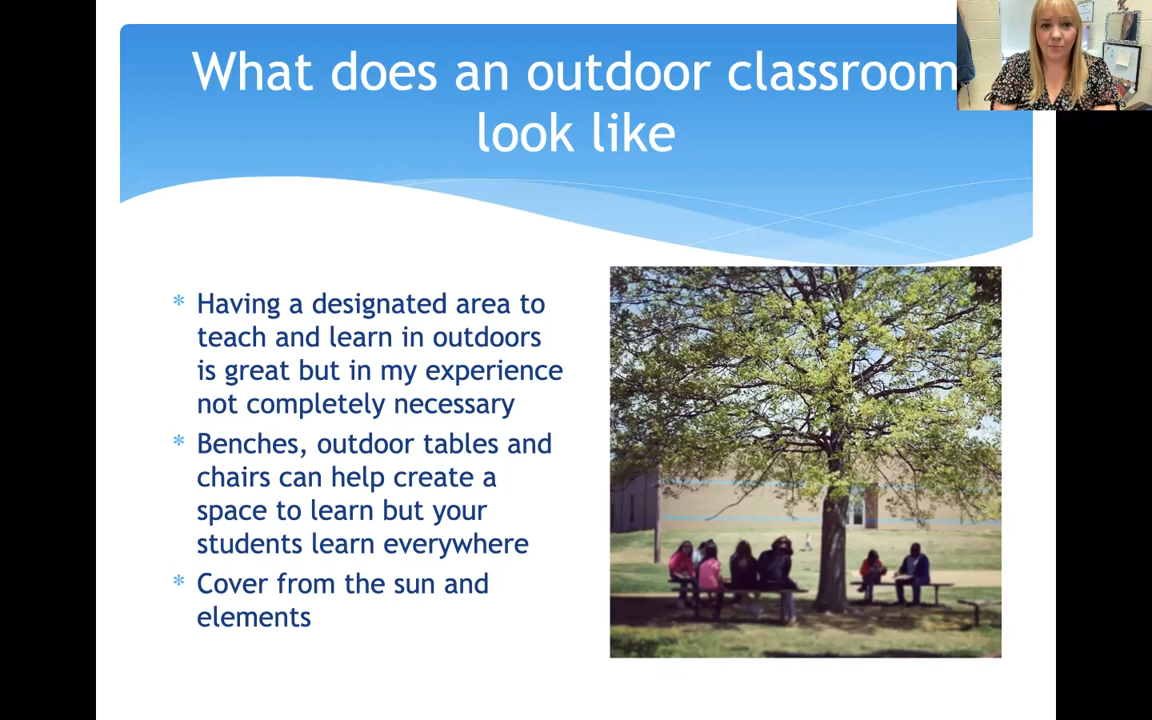 What does an outdoor classroom
look like
* Having a designated area to
teach and learn in outdoors
is great but in my experience
not completely necessary
* Benches, outdoor tables and
chairs can help create a
space to learn but your
students learn everywhere
* Cover from the sun and
elements